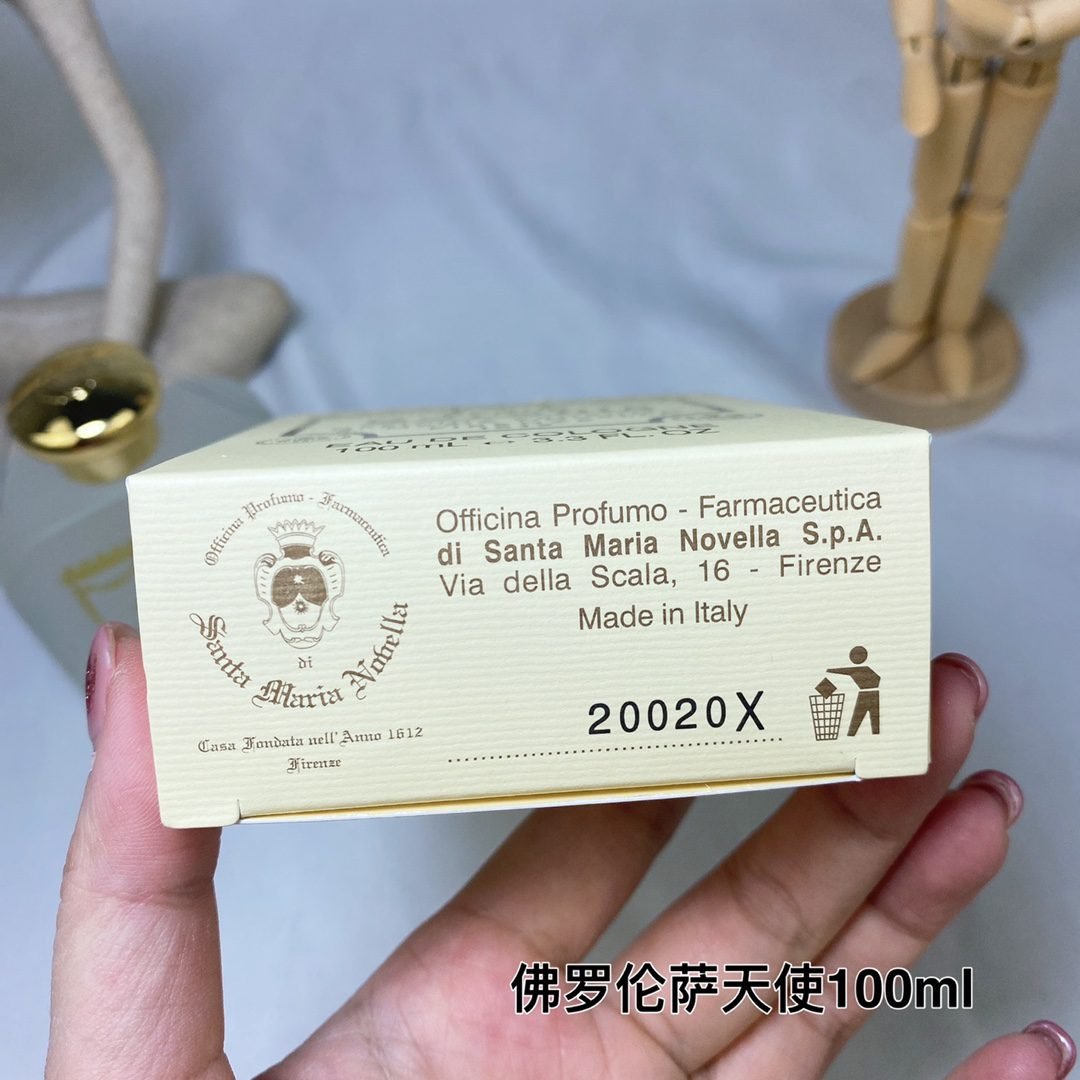 EAU DE COLOGNE
100 mL - 3.3 FL. OZ
Officina Profumo - Farmaceutica
di
Santa Maria Novella
Casa Fondata nell'Anno 1612
Firenze
Officina Profumo - Farmaceutica
di Santa Maria Novella S.p.A.
Via della Scala, 16 - Firenze
Made in Italy
20020X
佛罗伦萨天使100ml